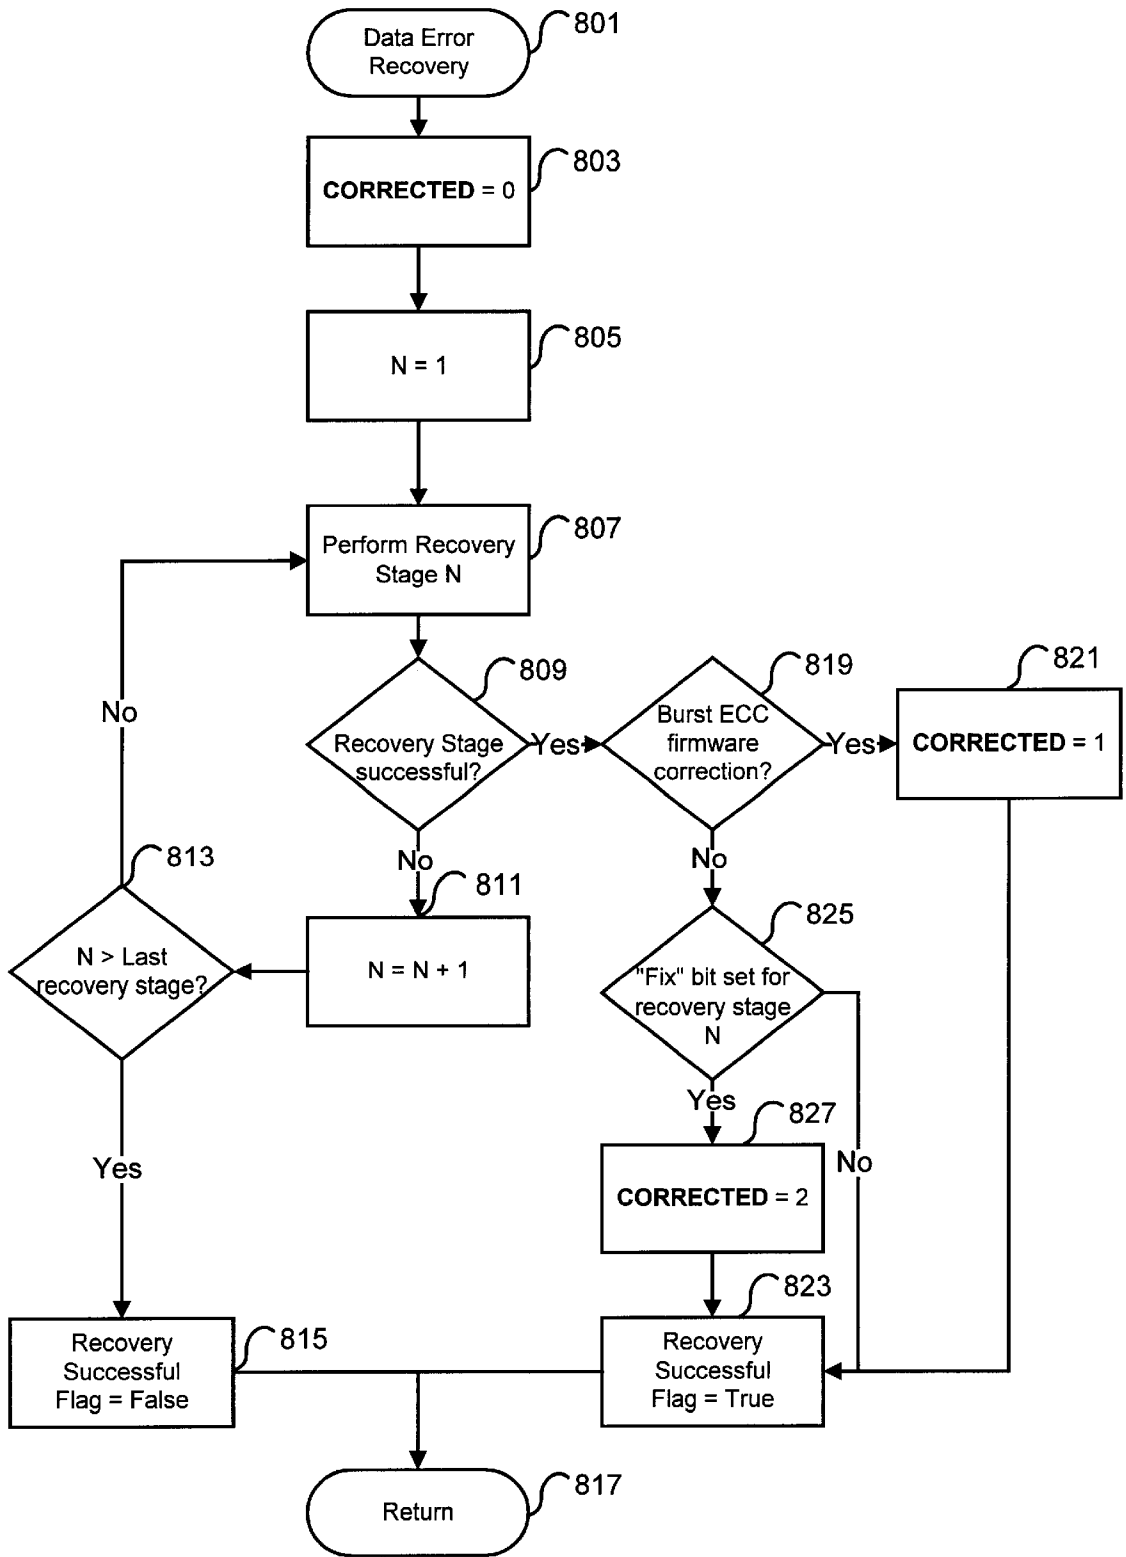 Data Error
Recovery
801
CORRECTED = 0
803
N = 1
805
Perform Recovery
Stage N
807
Recovery Stage
successful?
809
Yes
Burst ECC
firmware
correction?
819
Yes
CORRECTED = 1
821
No
No
No
N > Last
recovery stage?
813
N = N + 1
811
"Fix" bit set for
recovery stage
N
825
Yes
CORRECTED = 2
827
No
Yes
Recovery
Successful
Flag = False
815
Recovery
Successful
Flag = True
823
Return
817